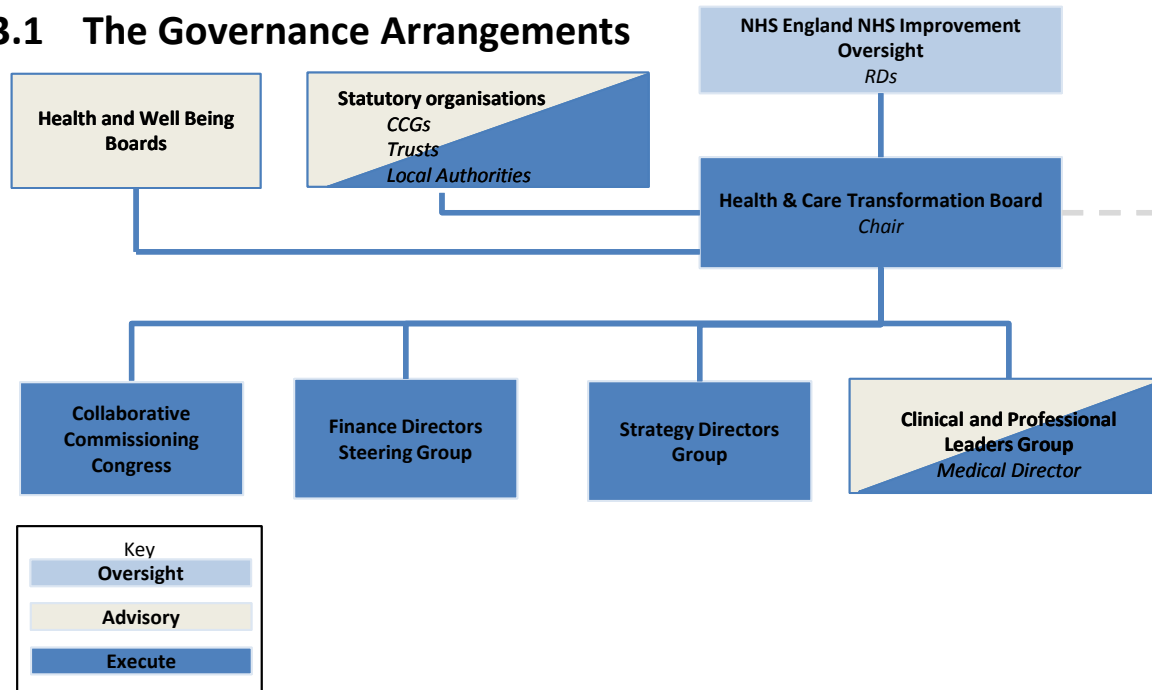 3.1 The Governance Arrangements
NHS England NHS Improvement
Oversight
RDs
Health and Well Being
Boards
Statutory organisations
CCGs
Trusts
Local Authorities
Health & Care Transformation Board
Chair
Collaborative
Commissioning
Congress
Finance Directors
Steering Group
Strategy Directors
Group
Clinical and Professional
Leaders Group
Medical Director
Key
Oversight
Advisory
Execute